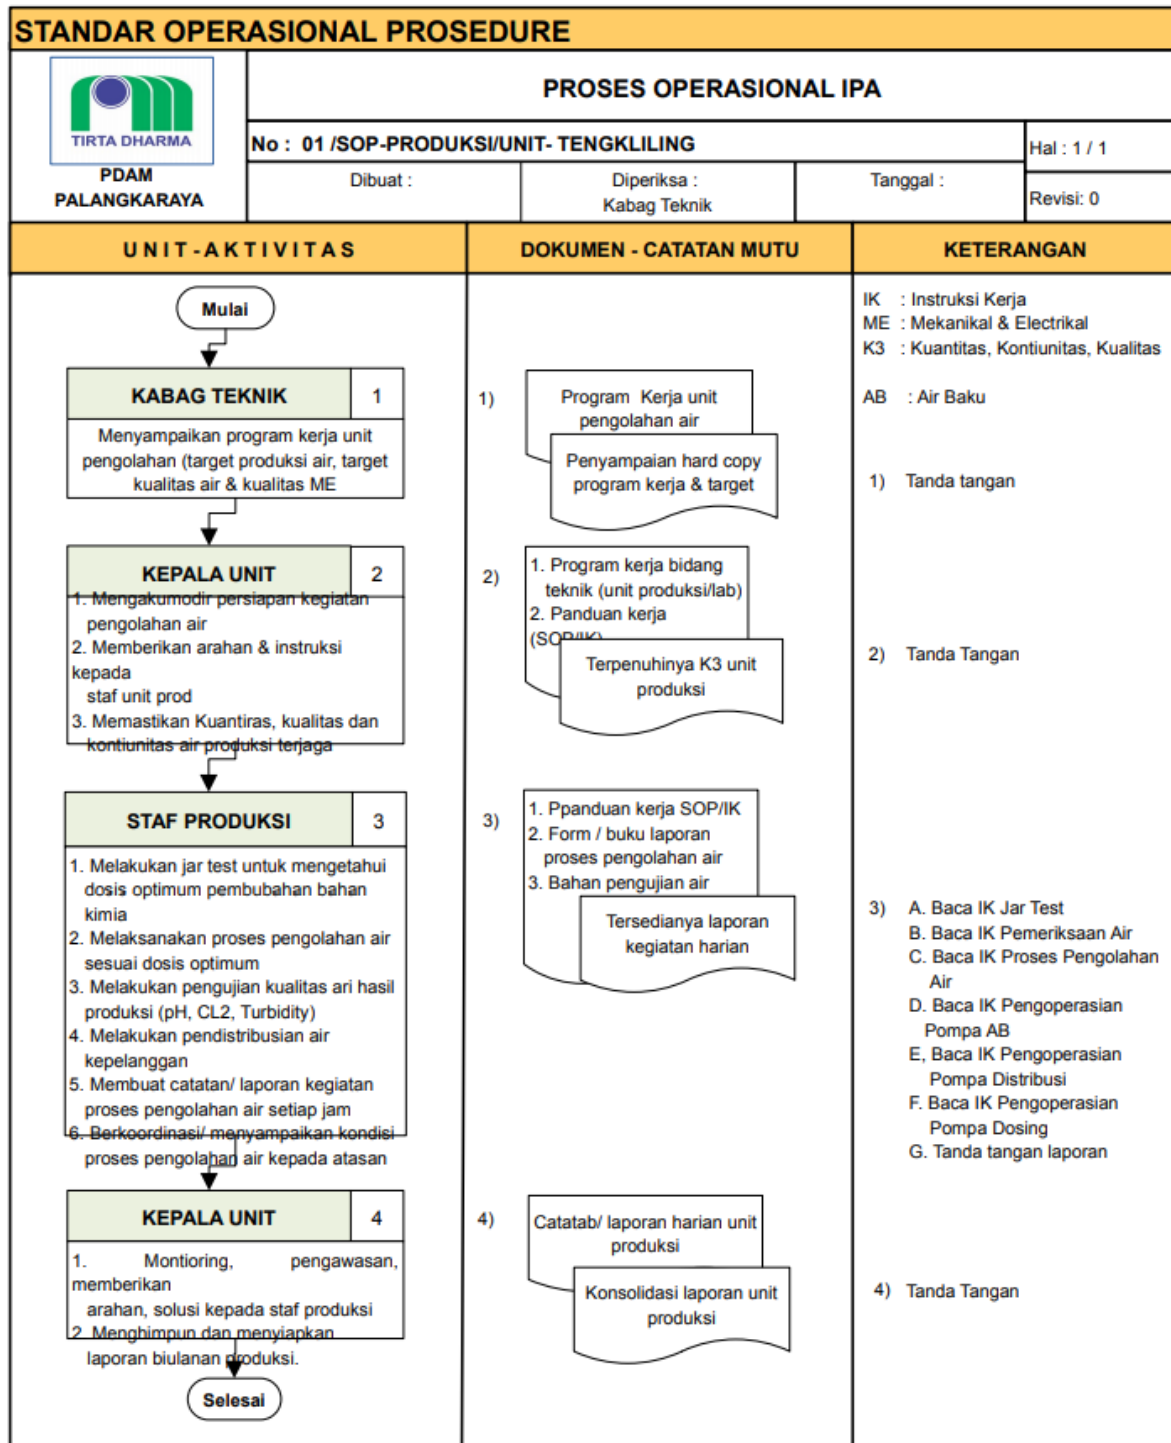 STANDAR OPERASIONAL PROSEDURE
TIRTA DHARMA
PDAM
PALANGKARAYA
PROSES OPERASIONAL IPA
No : 01 /SOP-PRODUKSI/UNIT- TENGKLILING
Hal : 1 / 1
Dibuat :
Diperiksa :
Kabag Teknik
Tanggal :
Revisi: 0
UNIT-AKTIVITAS
DOKUMEN - CATATAN MUTU
KETERANGAN
Mulai
KABAG TEKNIK
1
Menyampaikan program kerja unit
pengolahan (target produksi air, target
kualitas air & kualitas ME
KEPALA UNIT
2
1. Mengakumodir persiapan kegiatan
pengolahan air
2. Memberikan arahan & instruksi
kepada
staf unit prod
3. Memastikan Kuantiras, kualitas dan
kontiunitas air produksi terjaga
STAF PRODUKSI
3
1. Melakukan jar test untuk mengetahui
dosis optimum pembubahan bahan
kimia
2. Melaksanakan proses pengolahan air
sesuai dosis optimum
3. Melakukan pengujian kualitas ari hasil
produksi (pH, CL2, Turbidity)
4. Melakukan pendistribusian air
kepelanggan
5. Membuat catatan/ laporan kegiatan
proses pengolahan air setiap jam
6. Berkoordinasi/ menyampaikan kondisi
proses pengolahan air kepada atasan
KEPALA UNIT
4
1. Montioring, pengawasan,
memberikan
arahan, solusi kepada staf produksi
2. Menghimpun dan menyiapkan
laporan biulanan produksi.
Selesai
1)
Program Kerja unit
pengolahan air
Penyampaian hard copy
program kerja & target
2)
1. Program kerja bidang
teknik (unit produksi/lab)
2. Panduan kerja
(SOP/IK)
Terpenuhinya K3 unit
produksi
3)
1. Ppanduan kerja SOP/IK
2. Form / buku laporan
proses pengolahan air
3. Bahan pengujian air
Tersedianya laporan
kegiatan harian
4)
Catatab/ laporan harian unit
produksi
Konsolidasi laporan unit
produksi
IK : Instruksi Kerja
ME : Mekanikal & Electrikal
K3 : Kuantitas, Kontiunitas, Kualitas
AB : Air Baku
1) Tanda tangan
2) Tanda Tangan
3) A. Baca IK Jar Test
B. Baca IK Pemeriksaan Air
C. Baca IK Proses Pengolahan
Air
D. Baca IK Pengoperasian
Pompa AB
E, Baca IK Pengoperasian
Pompa Distribusi
F. Baca IK Pengoperasian
Pompa Dosing
G. Tanda tangan laporan
4) Tanda Tangan